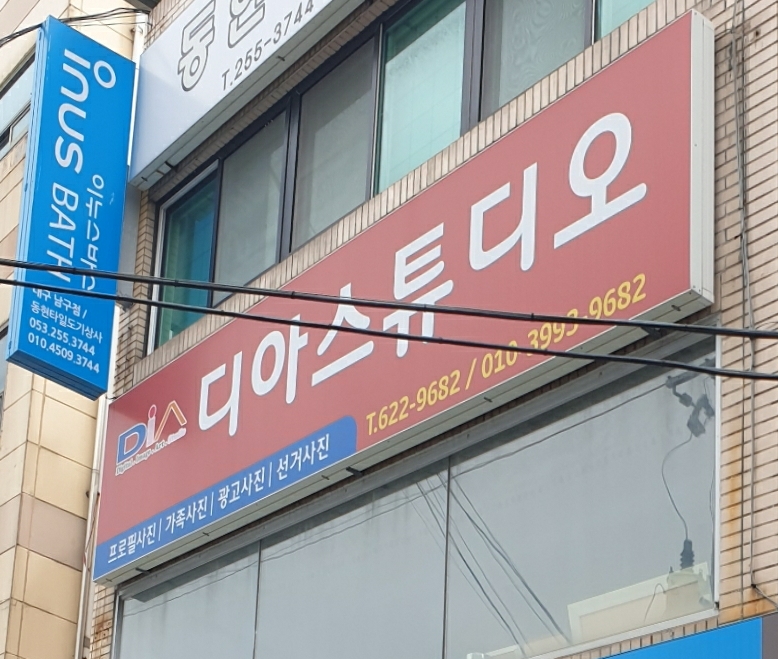 동현
T.255-3744
inus BATH
이누스바스
대구 남구점 /
동현타일도기상사
053.255.3744
010.4509.3744
디아스튜디오
DiA
T.622-9682 / 010-3993-9682
프로필사진 | 가족사진 | 광고사진 | 선거사진